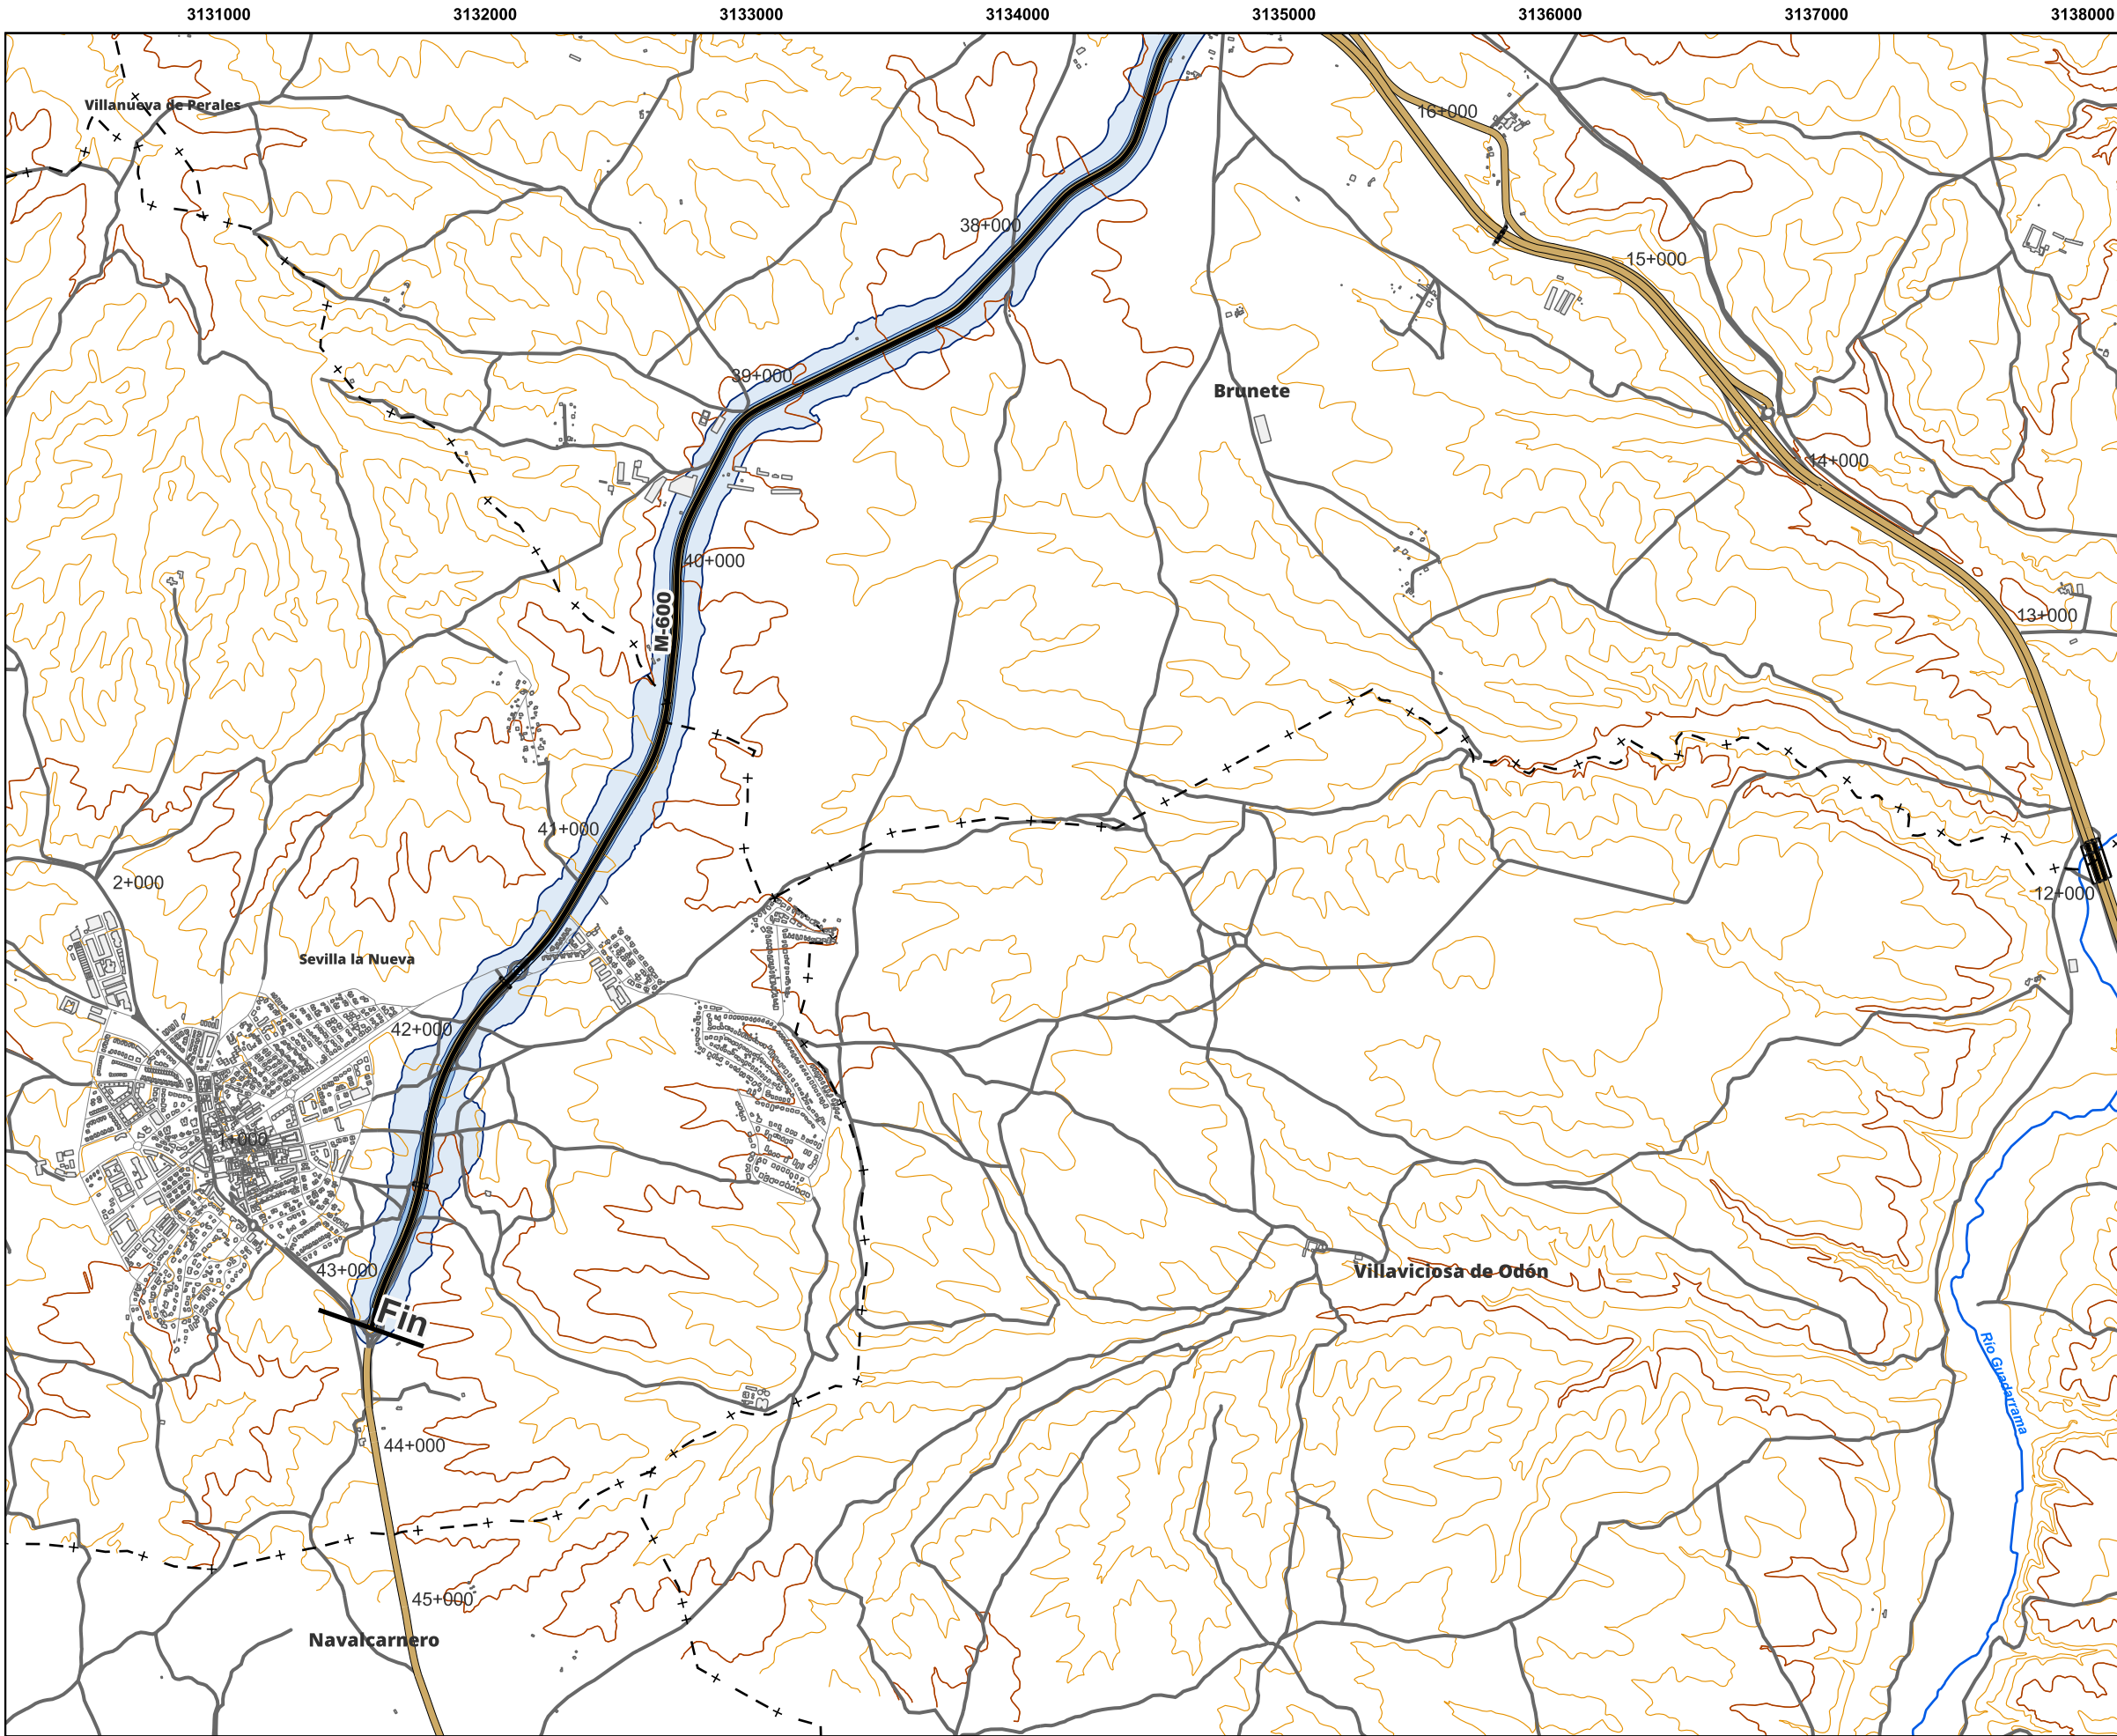 3131000 3132000 3133000 3134000 3135000 3136000 3137000 3138000
Villanueva de Perales
16+000
38+000
15+000
39+000
Brunete
14+000
40+000
M-600
13+000
41+000
2+000
12+000
Sevilla la Nueva
42+000
1+000
43+000
Villaviciosa de Odón
Fin
Río Guadarrama
44+000
45+000
Navalcarnero